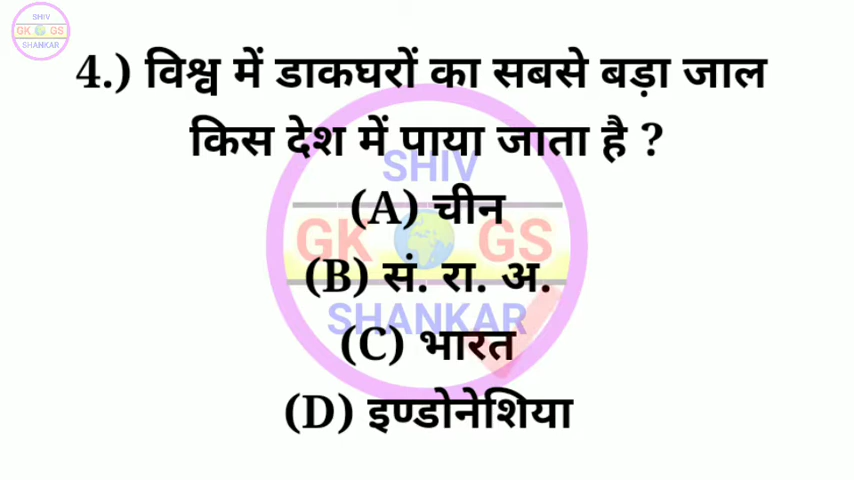 SHIV
GK GS
SHANKAR
4.) विश्व में डाकघरों का सबसे बड़ा जाल
किस देश में पाया जाता है ?
SHIV
(A) चीन
GK GS
(B) सं. रा. अ.
SHANKAR
(C) भारत
(D) इण्डोनेशिया